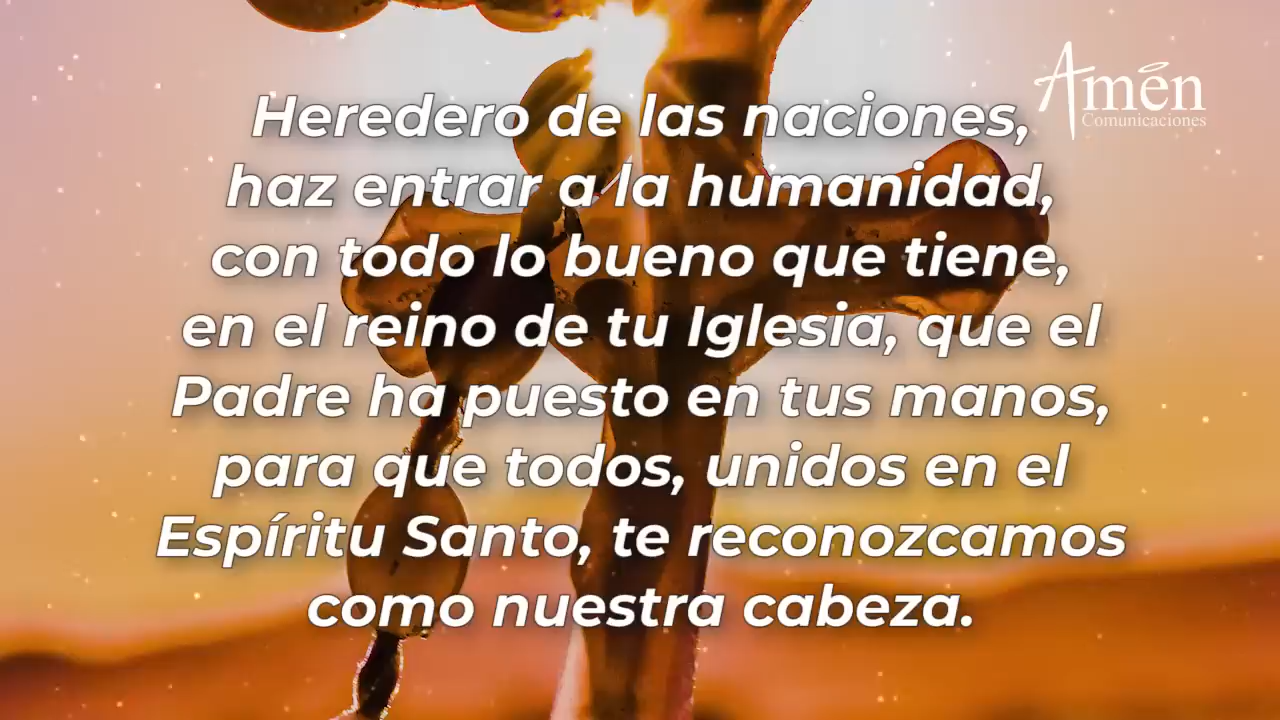 Amén
Comunicaciones
Heredero de las naciones,
haz entrar a la humanidad,
con todo lo bueno que tiene,
en el reino de tu Iglesia, que el
Padre ha puesto en tus manos,
para que todos, unidos en el
Espíritu Santo, te reconozcamos
como nuestra cabeza.